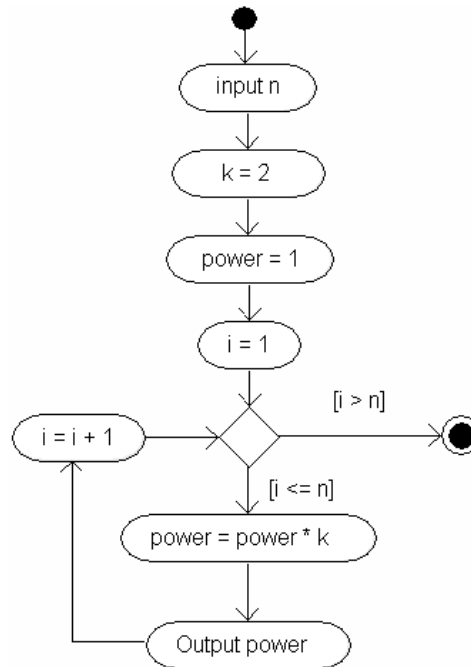 input n
k = 2
power = 1
i = 1
[i > n]
i = i + 1
[i <= n]
power = power * k
Output power